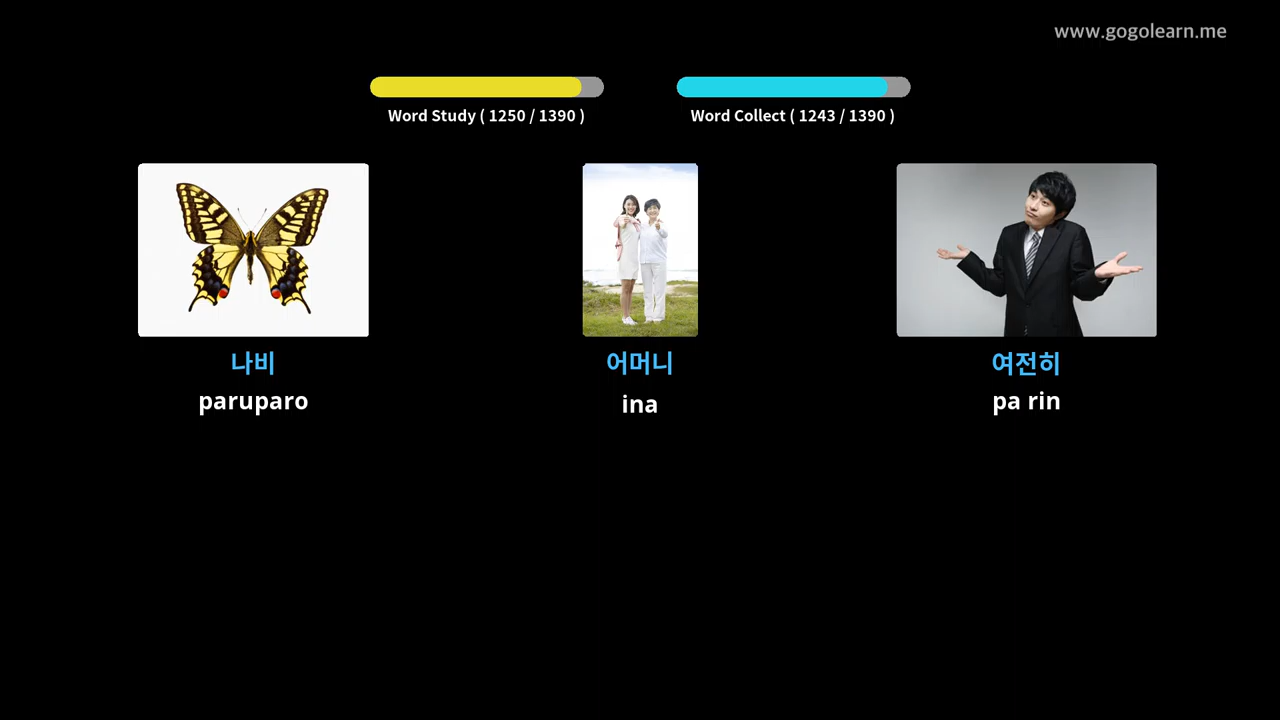 www.gogolearn.me
Word Study ( 1250 / 1390 )
Word Collect ( 1243 / 1390 )
나비
어머니
여전히
paruparo
ina
pa rin